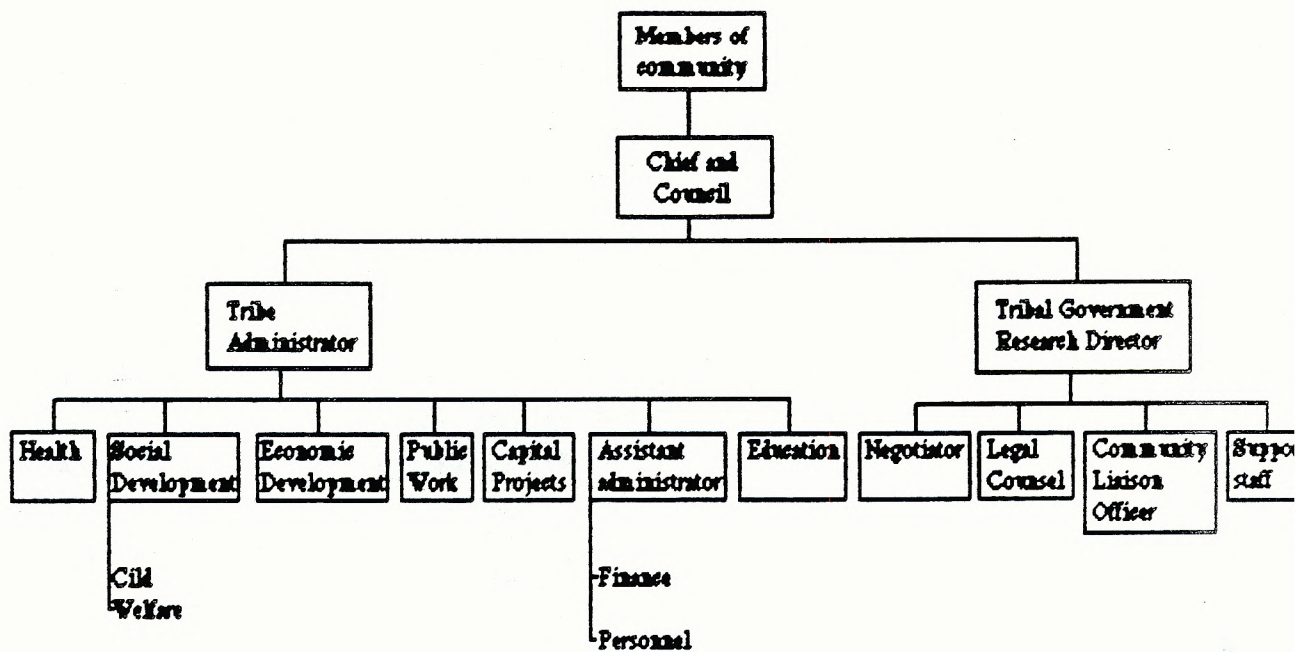 Members of
community
Chief and
Council
Tribe
Administrator
Tribal Government
Research Director
Health
Social
Development
Economic
Development
Public
Work
Capital
Projects
Assistant
administrator
Education
Negotiator
Legal
Counsel
Community
Liaison
Officer
Suppo
staff
Cild
Welfare
Finance
Personnel